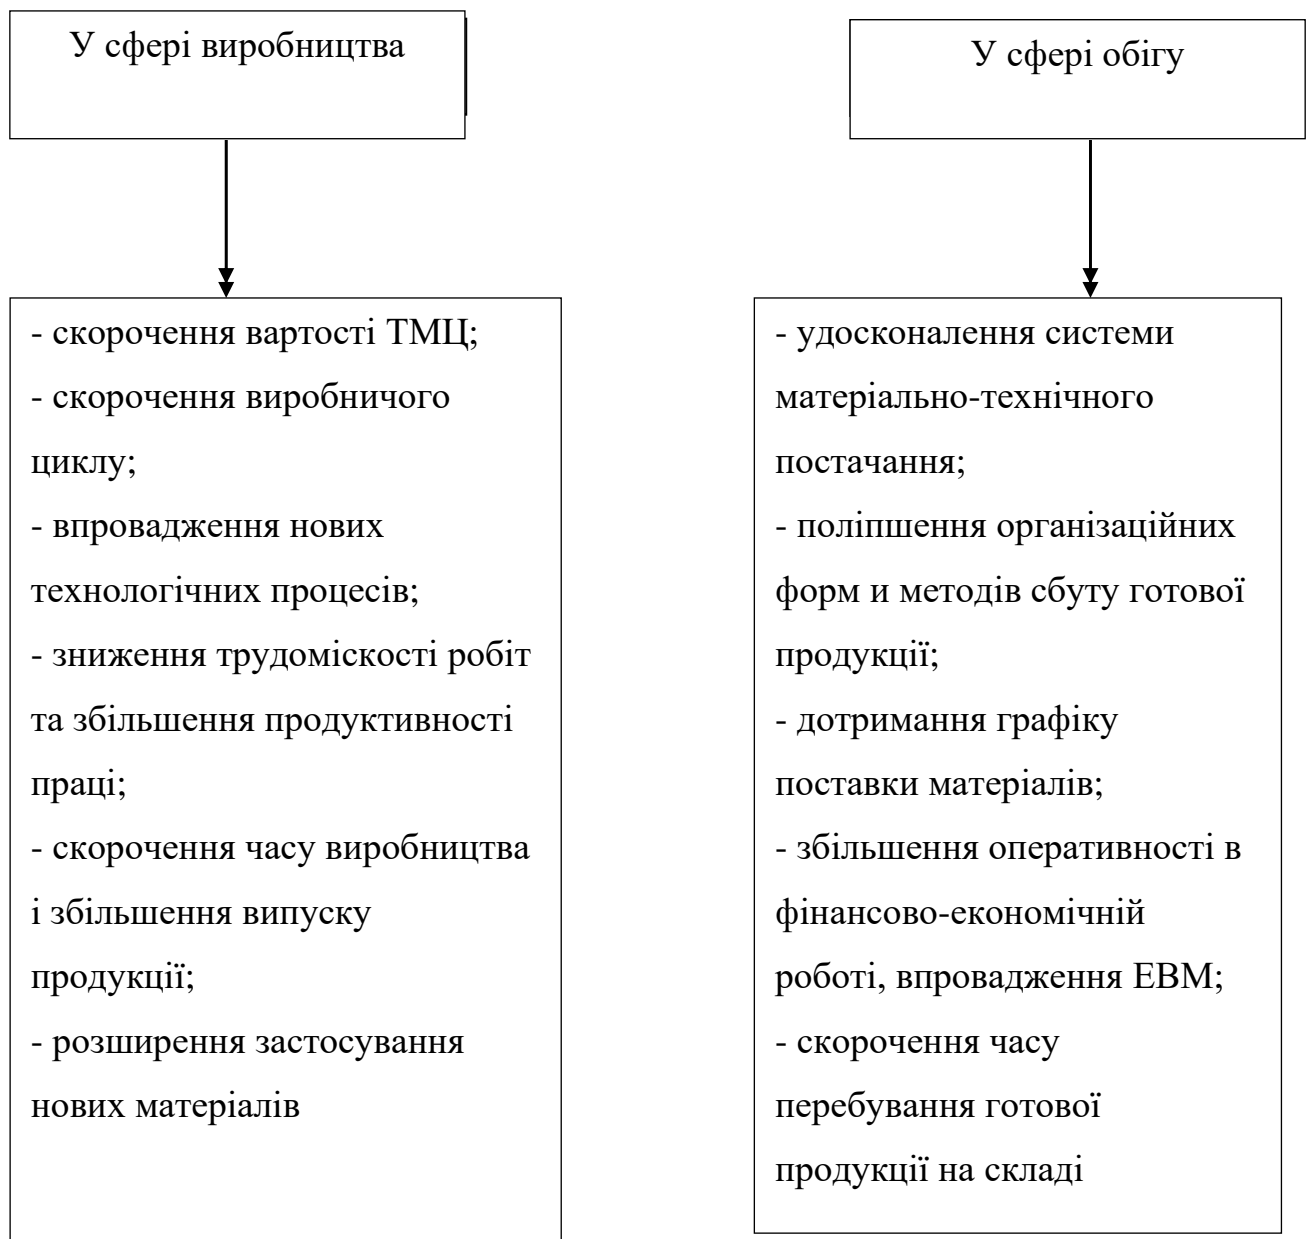 У сфері виробництва
У сфері обігу
- скорочення вартості ТМЦ;
- скорочення виробничого
циклу;
- впровадження нових
технологічних процесів;
- зниження трудоміскості робіт
та збільшення продуктивності
праці;
- скорочення часу виробництва
і збільшення випуску
продукції;
- розширення застосування
нових матеріалів
- удосконалення системи
матеріально-технічного
постачання;
- поліпшення організаційних
форм и методів сбуту готової
продукції;
- дотримання графіку
поставки матеріалів;
- збільшення оперативності в
фінансово-економічній
роботі, впровадження ЕВМ;
- скорочення часу
перебування готової
продукції на складі